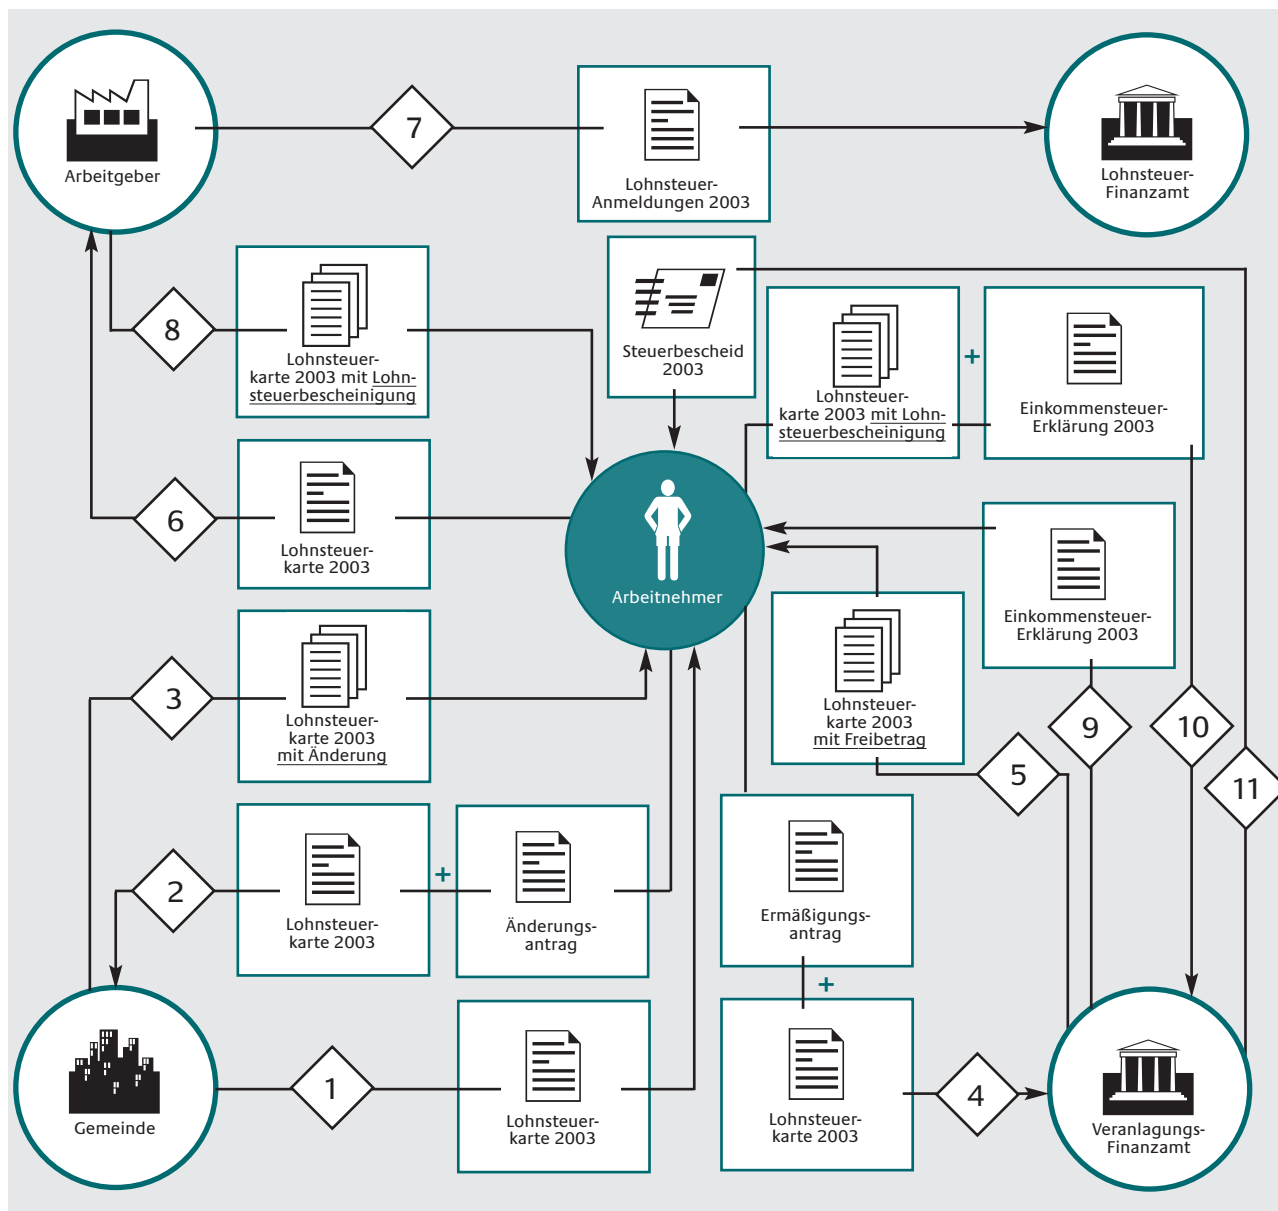 Arbeitgeber
7
Lohnsteuer-
Anmeldungen 2003
Lohnsteuer-
Finanzamt
8
Lohnsteuer-
karte 2003 mit Lohn-
steuerbescheinigung
Steuerbescheid
2003
Lohnsteuer-
karte 2003 mit Lohn-
steuerbescheinigung
+
Einkommensteuer-
Erklärung 2003
6
Lohnsteuer-
karte 2003
Arbeitnehmer
Einkommensteuer-
Erklärung 2003
3
Lohnsteuer-
karte 2003
mit Änderung
Lohnsteuer-
karte 2003
mit Freibetrag
5
9
10
11
2
Lohnsteuer-
karte 2003
+
Änderungs-
antrag
Ermäßigungs-
antrag
+
Gemeinde
1
Lohnsteuer-
karte 2003
Lohnsteuer-
karte 2003
4
Veranlagungs-
Finanzamt